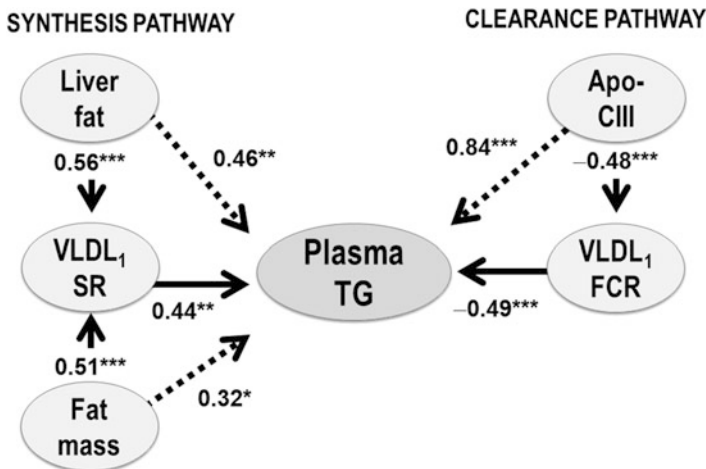 SYNTHESIS PATHWAY
CLEARANCE PATHWAY
Liver
fat
Apo-
CIII
0.56***
0.46**
0.84***
–0.48***
VLDL₁
SR
Plasma
TG
VLDL₁
FCR
0.44**
–0.49***
0.51***
0.32*
Fat
mass